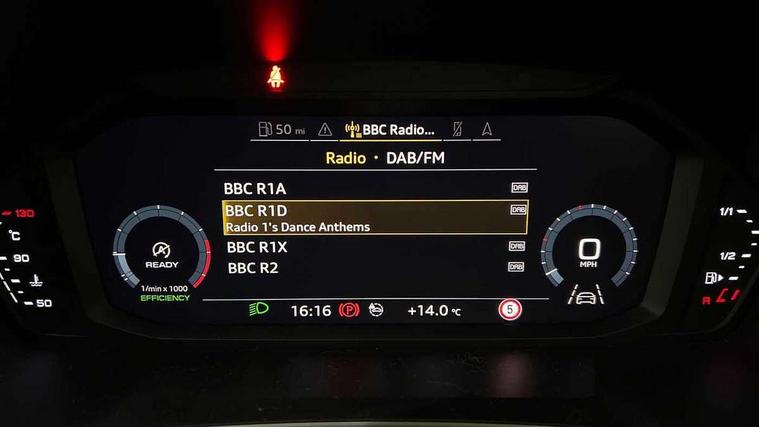 50 mi
BBC Radio...
Radio • DAB/FM
BBC R1A DAB
BBC R1D DAB
Radio 1's Dance Anthems
BBC R1X DAB
BBC R2 DAB
130
°C
90
50
READY
1/min x 1000
EFFICIENCY
0
MPH
1/1
1/2
R
16:16
P
+14.0 °C
5